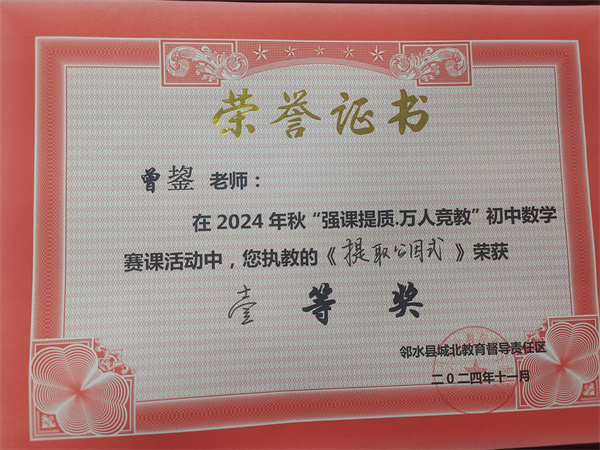 荣誉证书
曾鋆 老师：
在 2024 年秋“强课提质.万人竞教”初中数学
赛课活动中，您执教的《提取公因式》荣获
壹 等 奖
邻水县城北教育督导责任区
二0二四年十一月